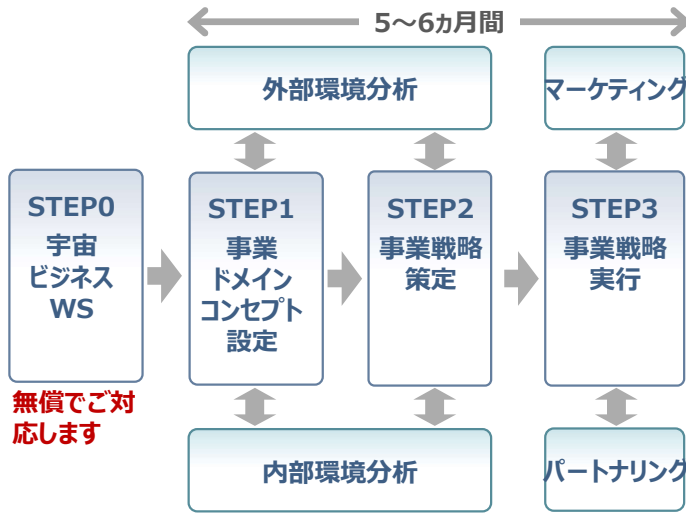 5～6ヵ月間
外部環境分析
マーケティング
STEP0
宇宙
ビジネス
WS
STEP1
事業
ドメイン
コンセプト
設定
STEP2
事業戦略
策定
STEP3
事業戦略
実行
無償でご対
応します
内部環境分析
パートナリング